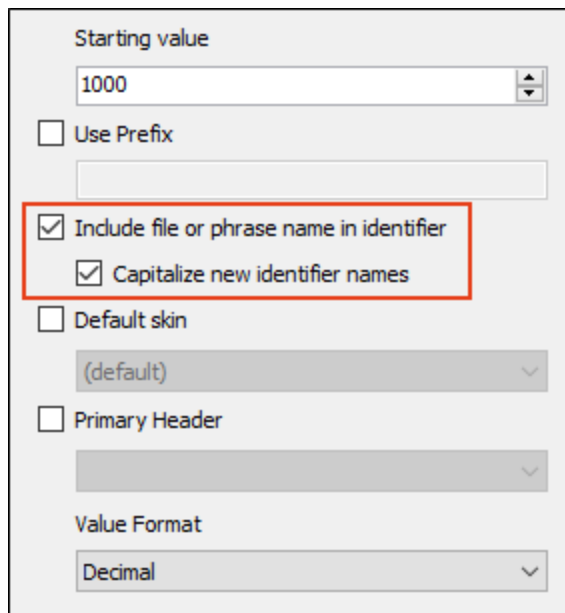 Starting value
1000
Use Prefix
Include file or phrase name in identifier
Capitalize new identifier names
Default skin
(default)
Primary Header
Value Format
Decimal